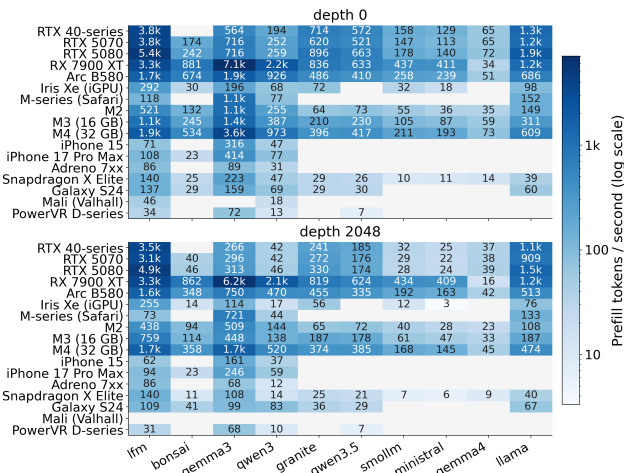 depth 0
RTX 40-series 3.8k 564 194 714 572 158 129 65 1.3k
RTX 5070 3.8k 174 716 252 620 521 147 113 65 1.2k
RTX 5080 5.4k 242 716 259 896 663 178 140 72 1.9k
RX 7900 XT 3.3k 881 7.1k 2.2k 836 633 437 411 34 1.2k
Arc B580 1.7k 674 1.9k 926 486 410 258 239 51 686
Iris Xe (iGPU) 292 30 196 68 72 32 18 98
M-series (Safari) 118 1.1k 77 152
M2 521 132 1.1k 255 64 73 55 36 35 149
M3 (16 GB) 1.1k 245 1.4k 387 210 230 105 87 59 311
M4 (32 GB) 1.9k 534 3.6k 973 396 417 211 193 73 609
iPhone 15 71 316 47
iPhone 17 Pro Max 108 23 414 77
Adreno 7xx 86 89 31
Snapdragon X Elite 140 25 223 47 29 26 10 11 14 39
Galaxy S24 137 29 159 69 29 30 60
Mali (Valhall) 46 18
PowerVR D-series 34 72 13 7
depth 2048
RTX 40-series 3.5k 266 42 241 185 32 25 37 1.1k
RTX 5070 3.1k 40 296 42 272 176 29 22 38 909
RTX 5080 4.9k 46 313 46 330 174 28 24 39 1.5k
RX 7900 XT 3.3k 862 6.2k 2.1k 819 624 434 409 16 1.2k
Arc B580 1.6k 348 750 470 455 335 192 163 42 513
Iris Xe (iGPU) 255 14 114 17 56 12 3 76
M-series (Safari) 73 721 44 133
M2 438 94 509 144 65 72 40 28 23 108
M3 (16 GB) 759 114 448 138 187 178 61 47 33 187
M4 (32 GB) 1.7k 358 1.7k 520 374 385 168 145 45 474
iPhone 15 62 161 37
iPhone 17 Pro Max 94 23 246 59
Adreno 7xx 86 68 12
Snapdragon X Elite 140 11 108 14 25 21 7 6 9 40
Galaxy S24 109 41 99 83 36 29 67
Mali (Valhall)
PowerVR D-series 31 68 10 7
lfm bonsai gemma3 qwen3 granite qwen3.5 smollm ministral gemma4 llama
1k
100
10
Prefill tokens / second (log scale)